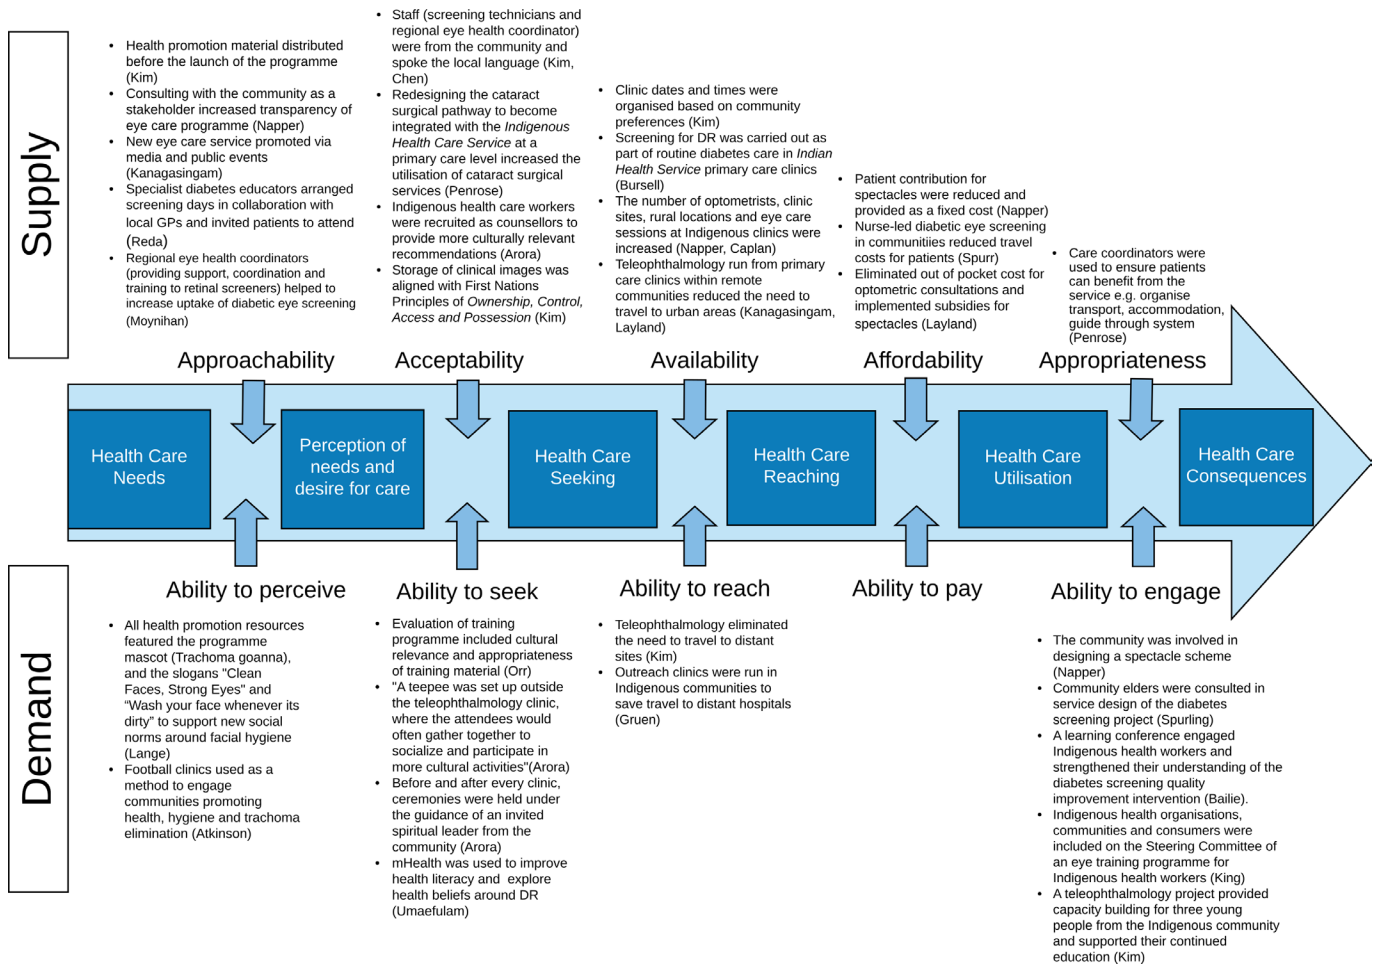 Supply
• Health promotion material distributed
before the launch of the programme
(Kim)
• Consulting with the community as a
stakeholder increased transparency of
eye care programme (Napper)
• New eye care service promoted via
media and public events
(Kanagasingam)
• Specialist diabetes educators arranged
screening days in collaboration with
local GPs and invited patients to attend
(Reda)
• Regional eye health coordinators
(providing support, coordination and
training to retinal screeners) helped to
increase uptake of diabetic eye screening
(Moynihan)
• Staff (screening technicians and
regional eye health coordinator)
were from the community and
spoke the local language (Kim,
Chen)
• Redesigning the cataract
surgical pathway to become
integrated with the Indigenous
Health Care Service at a
primary care level increased the
utilisation of cataract surgical
services (Penrose)
• Indigenous health care workers
were recruited as counsellors to
provide more culturally relevant
recommendations (Arora)
• Storage of clinical images was
aligned with First Nations
Principles of Ownership, Control,
Access and Possession (Kim)
• Clinic dates and times were
organised based on community
preferences (Kim)
• Screening for DR was carried out as
part of routine diabetes care in Indian
Health Service primary care clinics
(Bursell)
• The number of optometrists, clinic
sites, rural locations and eye care
sessions at Indigenous clinics were
increased (Napper, Caplan)
• Teleophthalmology run from primary
care clinics within remote
communities reduced the need to
travel to urban areas (Kanagasingam,
Layland)
• Patient contribution for
spectacles were reduced and
provided as a fixed cost (Napper)
• Nurse-led diabetic eye screening
in communitiies reduced travel
costs for patients (Spurr)
• Eliminated out of pocket cost for
optometric consultations and
implemented subsidies for
spectacles (Layland)
• Care coordinators were
used to ensure patients
can benefit from the
service e.g. organise
transport, accommodation,
guide through system
(Penrose)
Approachability
Acceptability
Availability
Affordability
Appropriateness
Health Care
Needs
Perception of
needs and
desire for care
Health Care
Seeking
Health Care
Reaching
Health Care
Utilisation
Health Care
Consequences
Demand
Ability to perceive
Ability to seek
Ability to reach
Ability to pay
Ability to engage
• All health promotion resources
featured the programme
mascot (Trachoma goanna),
and the slogans "Clean
Faces, Strong Eyes" and
“Wash your face whenever its
dirty” to support new social
norms around facial hygiene
(Lange)
• Football clinics used as a
method to engage
communities promoting
health, hygiene and trachoma
elimination (Atkinson)
• Evaluation of training
programme included cultural
relevance and appropriateness
of training material (Orr)
• "A teepee was set up outside
the teleophthalmology clinic,
where the attendees would
often gather together to
socialize and participate in
more cultural activities"(Arora)
• Before and after every clinic,
ceremonies were held under
the guidance of an invited
spiritual leader from the
community (Arora)
• mHealth was used to improve
health literacy and explore
health beliefs around DR
(Umaefulam)
• Teleophthalmology eliminated
the need to travel to distant
sites (Kim)
• Outreach clinics were run in
Indigenous communities to
save travel to distant hospitals
(Gruen)
• The community was involved in
designing a spectacle scheme
(Napper)
• Community elders were consulted in
service design of the diabetes
screening project (Spurling)
• A learning conference engaged
Indigenous health workers and
strengthened their understanding of the
diabetes screening quality
improvement intervention (Bailie).
• Indigenous health organisations,
communities and consumers were
included on the Steering Committee of
an eye training programme for
Indigenous health workers (King)
• A teleophthalmology project provided
capacity building for three young
people from the Indigenous community
and supported their continued
education (Kim)